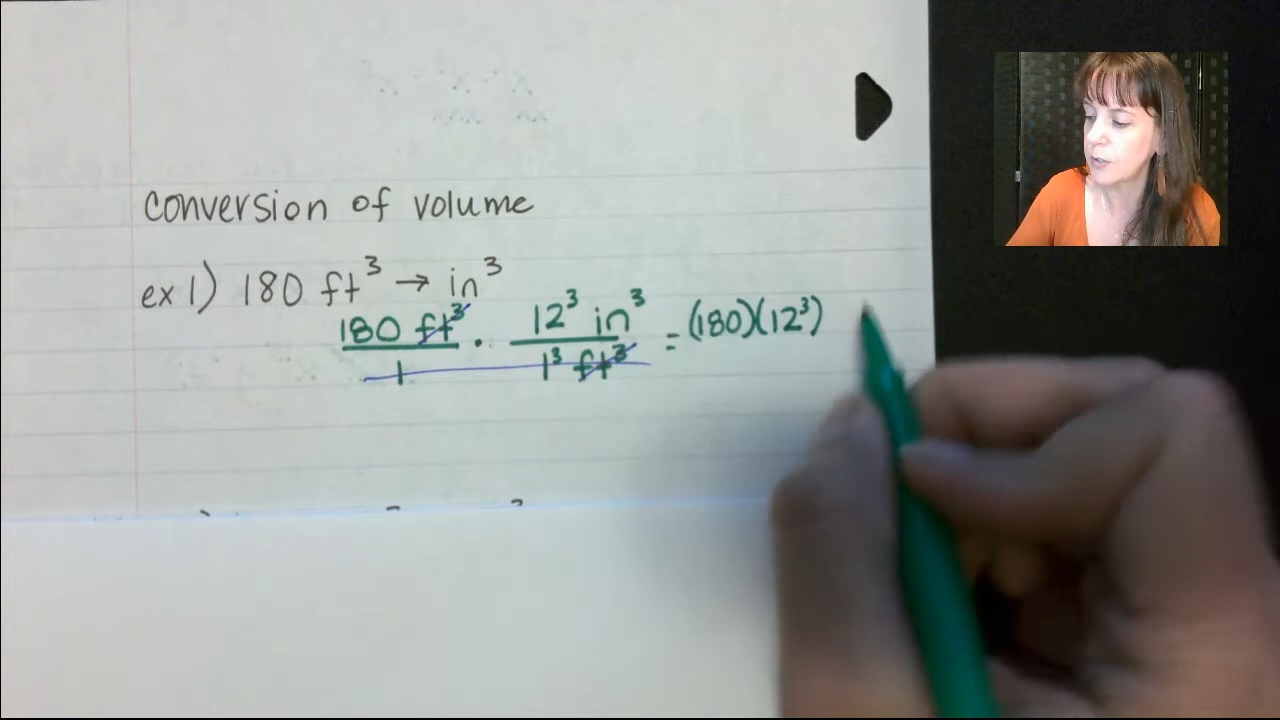 conversion of volume
ex 1) 180 ft³ → in³
180 ft³ / 1 · 12³ in³ / 1³ ft³ = (180)(12³)